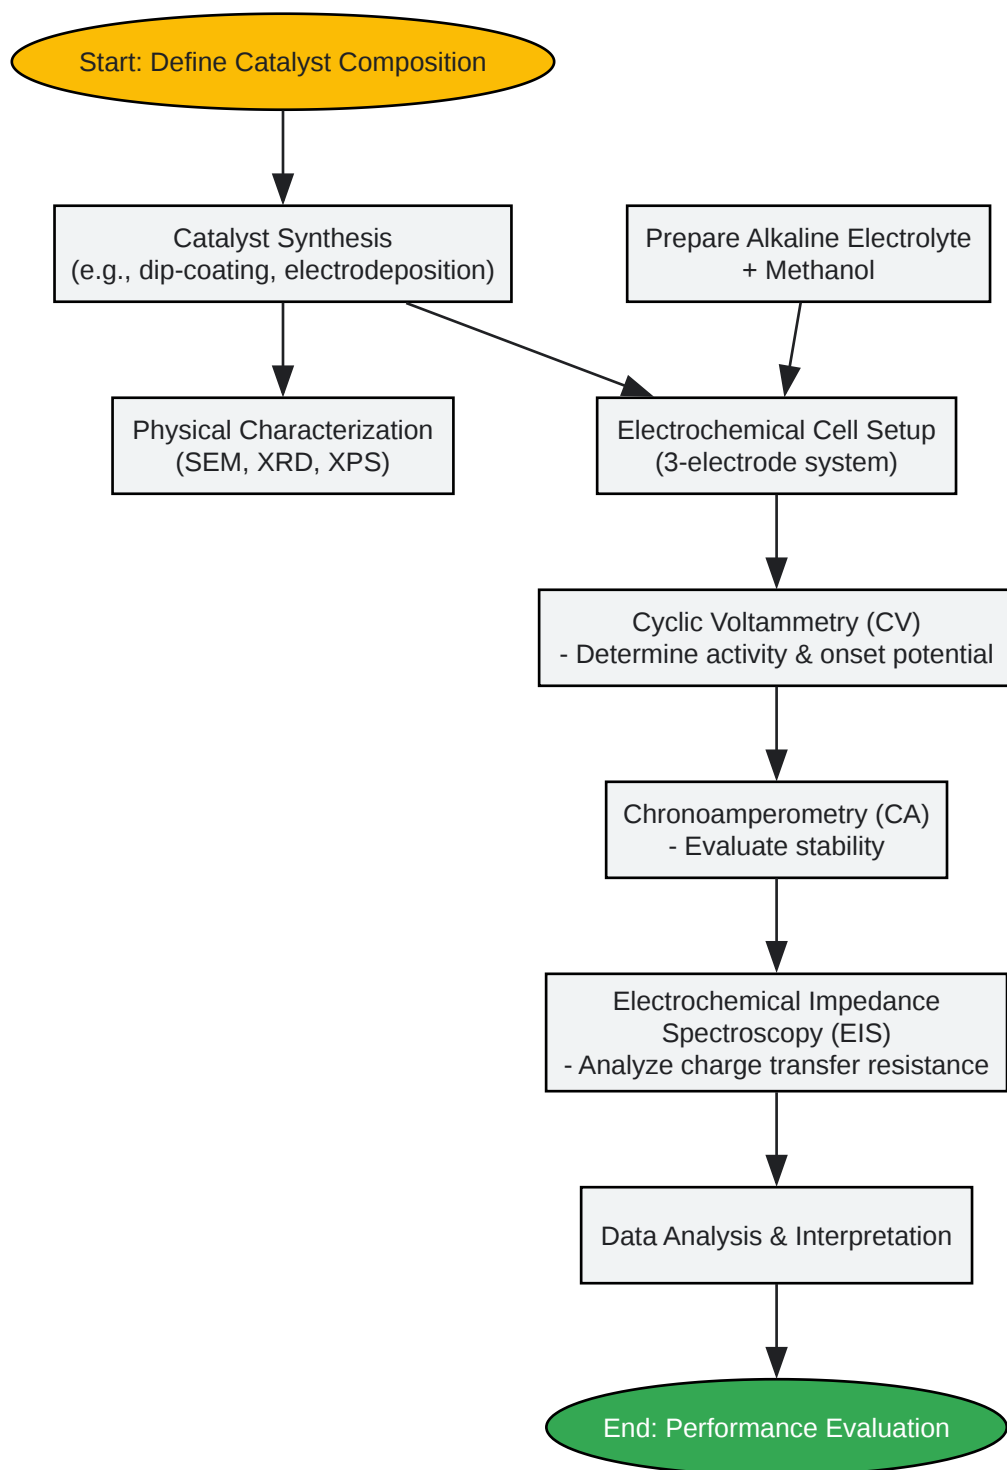 Start: Define Catalyst Composition
Catalyst Synthesis
(e.g., dip-coating, electrodeposition)
Prepare Alkaline Electrolyte
+ Methanol
Physical Characterization
(SEM, XRD, XPS)
Electrochemical Cell Setup
(3-electrode system)
Cyclic Voltammetry (CV)
- Determine activity & onset potential
Chronoamperometry (CA)
- Evaluate stability
Electrochemical Impedance
Spectroscopy (EIS)
- Analyze charge transfer resistance
Data Analysis & Interpretation
End: Performance Evaluation